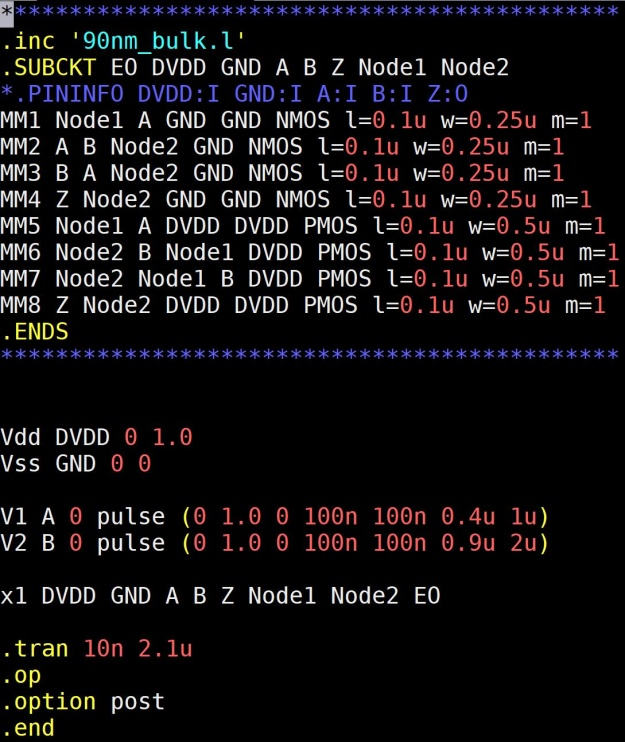 *********************************************
.inc '90nm_bulk.l'
.SUBCKT EO DVDD GND A B Z Node1 Node2
*.PININFO DVDD:I GND:I A:I B:I Z:O
MM1 Node1 A GND GND NMOS l=0.1u w=0.25u m=1
MM2 A B Node2 GND NMOS l=0.1u w=0.25u m=1
MM3 B A Node2 GND NMOS l=0.1u w=0.25u m=1
MM4 Z Node2 GND GND NMOS l=0.1u w=0.25u m=1
MM5 Node1 A DVDD DVDD PMOS l=0.1u w=0.5u m=1
MM6 Node2 B Node1 DVDD PMOS l=0.1u w=0.5u m=1
MM7 Node2 Node1 B DVDD PMOS l=0.1u w=0.5u m=1
MM8 Z Node2 DVDD DVDD PMOS l=0.1u w=0.5u m=1
.ENDS
*********************************************
Vdd DVDD 0 1.0
Vss GND 0 0
V1 A 0 pulse (0 1.0 0 100n 100n 0.4u 1u)
V2 B 0 pulse (0 1.0 0 100n 100n 0.9u 2u)
x1 DVDD GND A B Z Node1 Node2 EO
.tran 10n 2.1u
.op
.option post
.end